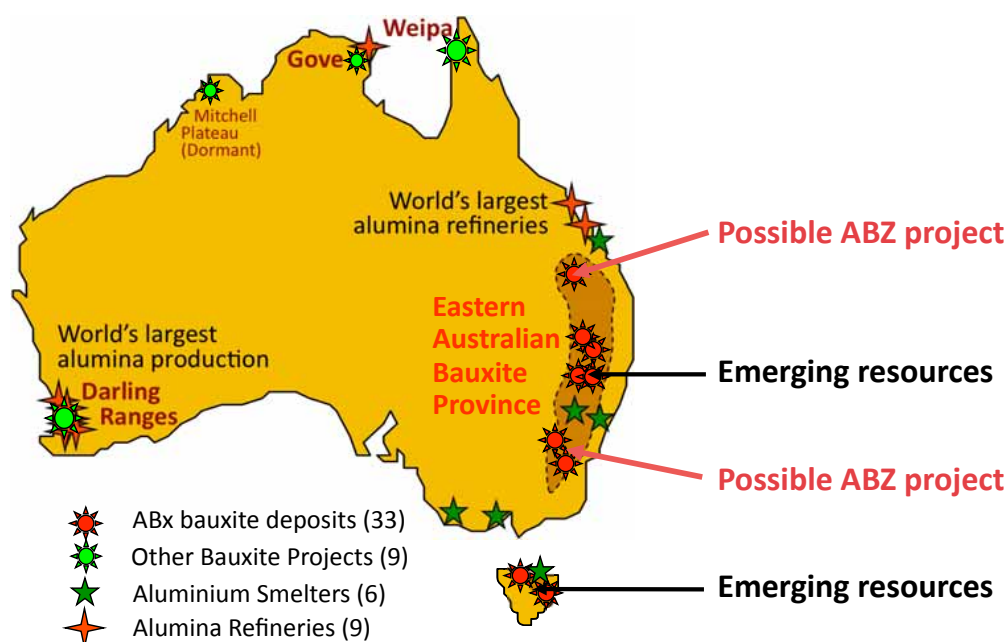 Weipa
Gove
Mitchell
Plateau
(Dormant)
World's largest
alumina refineries
Possible ABZ project
Eastern
Australian
Bauxite
Province
World's largest
alumina production
Emerging resources
Darling
Ranges
Possible ABZ project
ABx bauxite deposits (33)
Other Bauxite Projects (9)
Aluminium Smelters (6)
Alumina Refineries (9)
Emerging resources